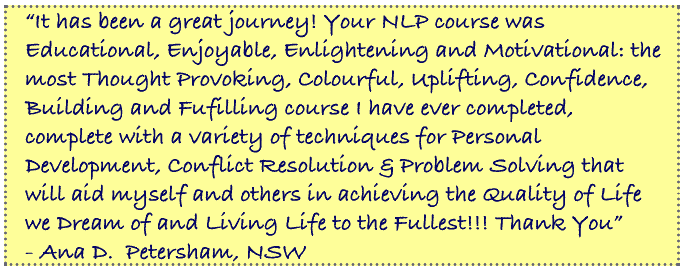 “It has been a great journey! Your NLP course was
Educational, Enjoyable, Enlightening and Motivational: the
most Thought Provoking, Colourful, Uplifting, Confidence,
Building and Fufilling course I have ever completed,
complete with a variety of techniques for Personal
Development, Conflict Resolution & Problem Solving that
will aid myself and others in achieving the Quality of Life
we Dream of and Living Life to the Fullest!!! Thank You”
- Ana D.  Petersham, NSW